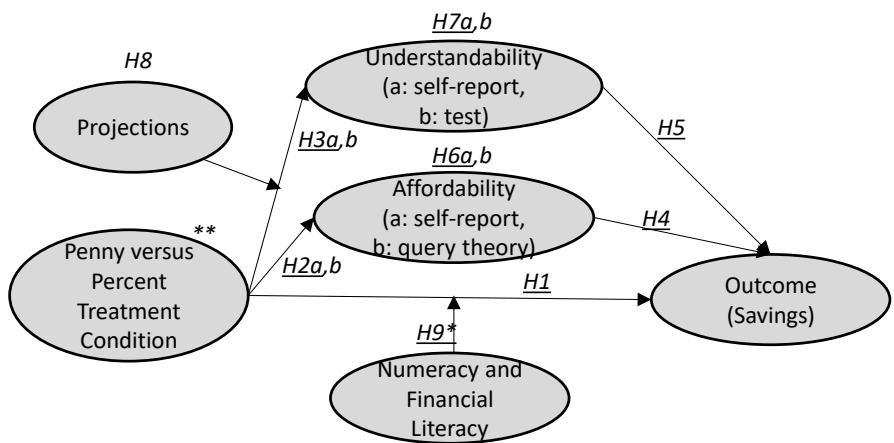 H7a,b
Understandability
(a: self-report,
b: test)
H8
Projections
H3a,b
H5
H6a,b
Affordability
(a: self-report,
b: query theory)
H4
**
Penny versus
Percent
Treatment
Condition
H2a,b
H1
Outcome
(Savings)
H9*
Numeracy and
Financial
Literacy